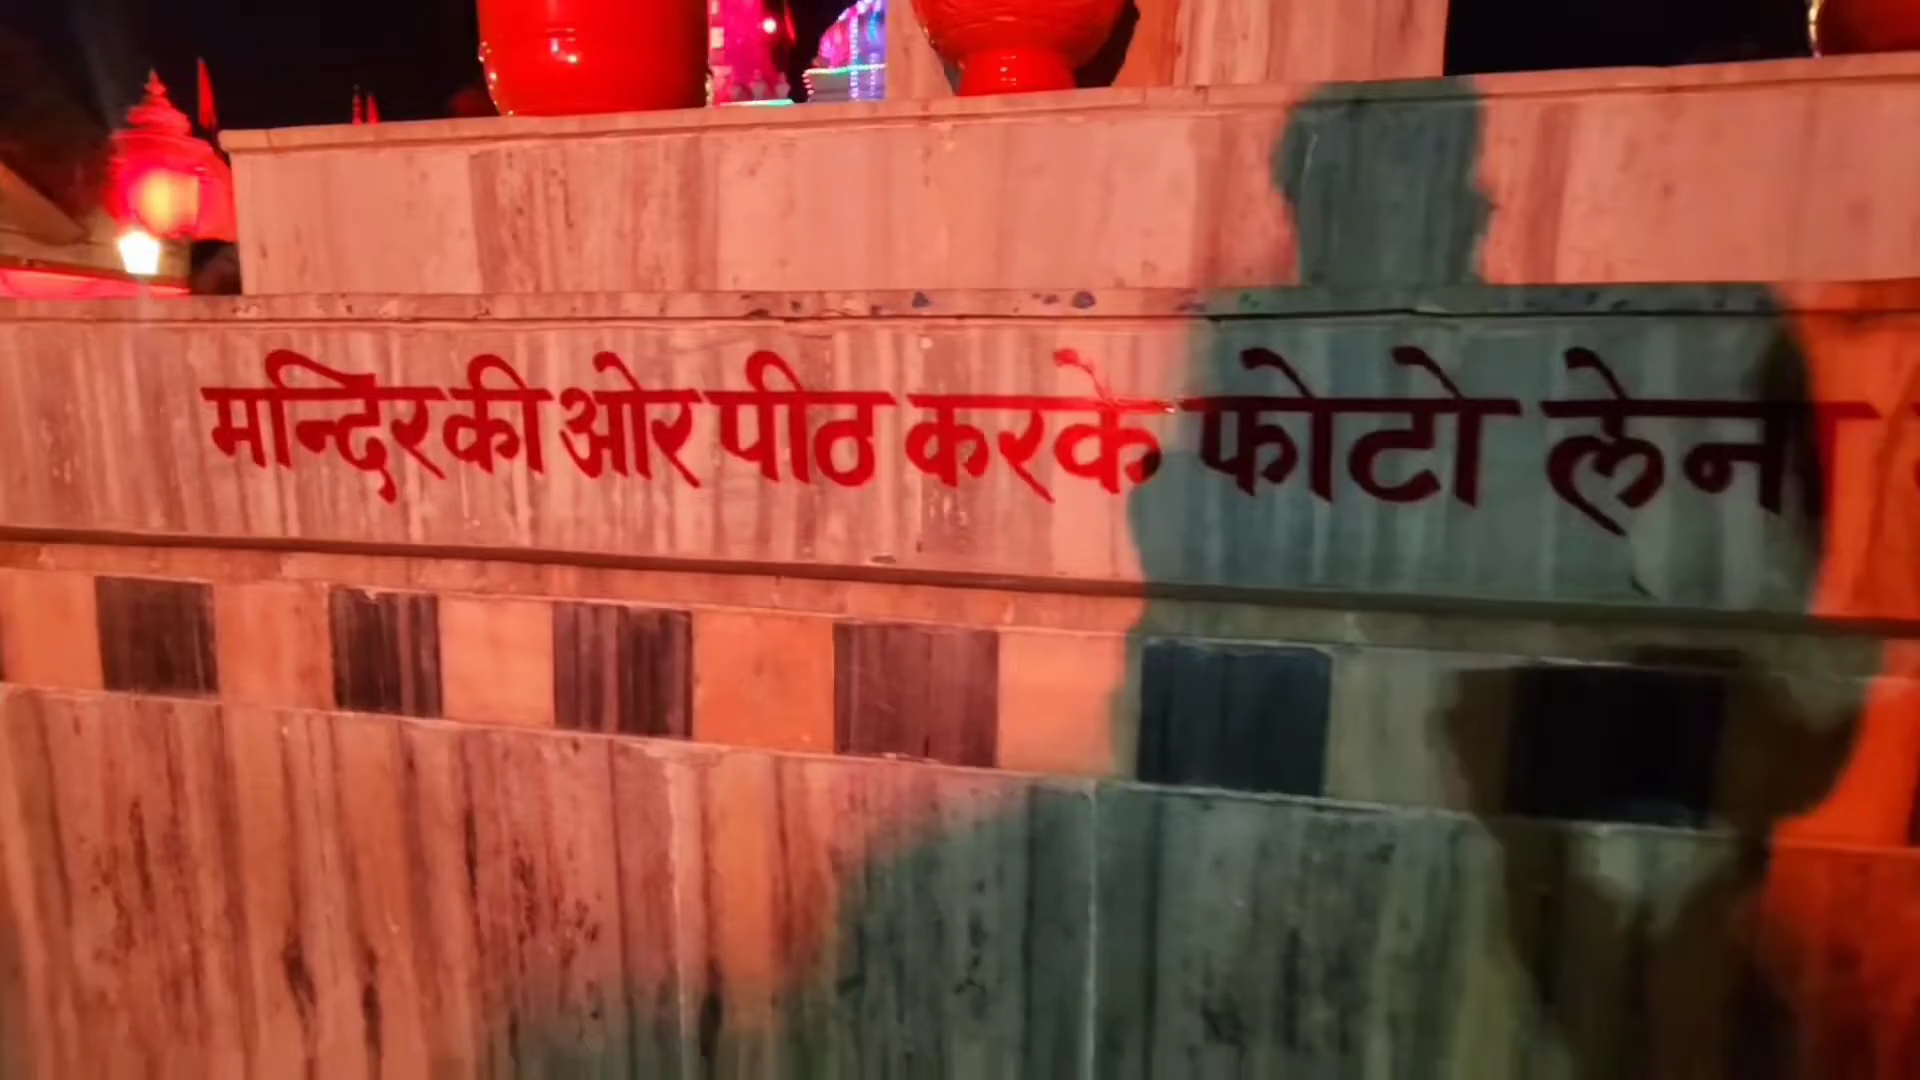 मन्दिर की ओर पीठ करके फोटो लेना